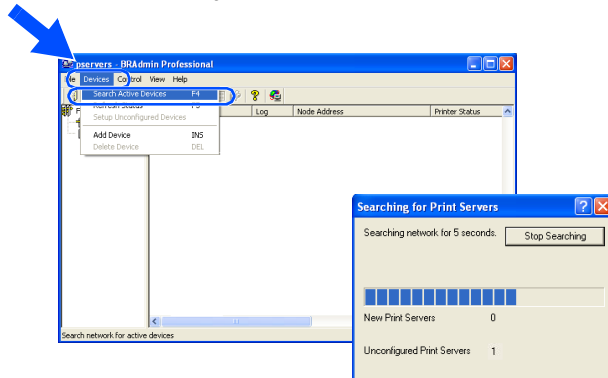 pservers - BRAdmin Professional
Devices Control View Help
Search Active Devices F4
Refresh Status F5
Setup Unconfigured Devices
Add Device INS
Delete Device DEL
Log Node Address Printer Status
Search network for active devices
Searching for Print Servers
Searching network for 5 seconds.
Stop Searching
New Print Servers 0
Unconfigured Print Servers 1